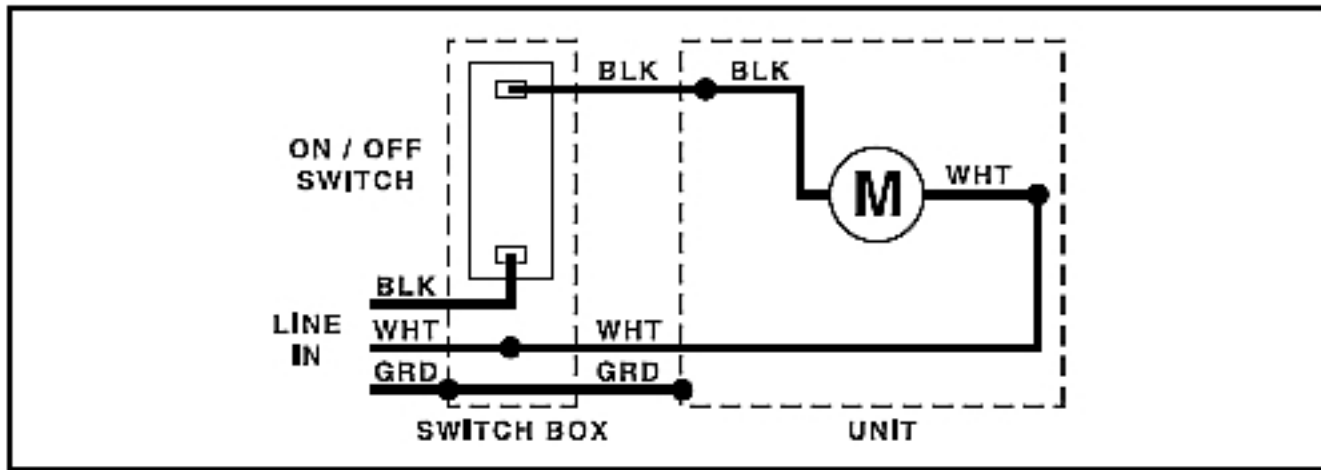 BLK
BLK
ON / OFF
SWITCH
M
WHT
BLK
LINE
IN
WHT
WHT
GRD
GRD
SWITCH BOX
UNIT